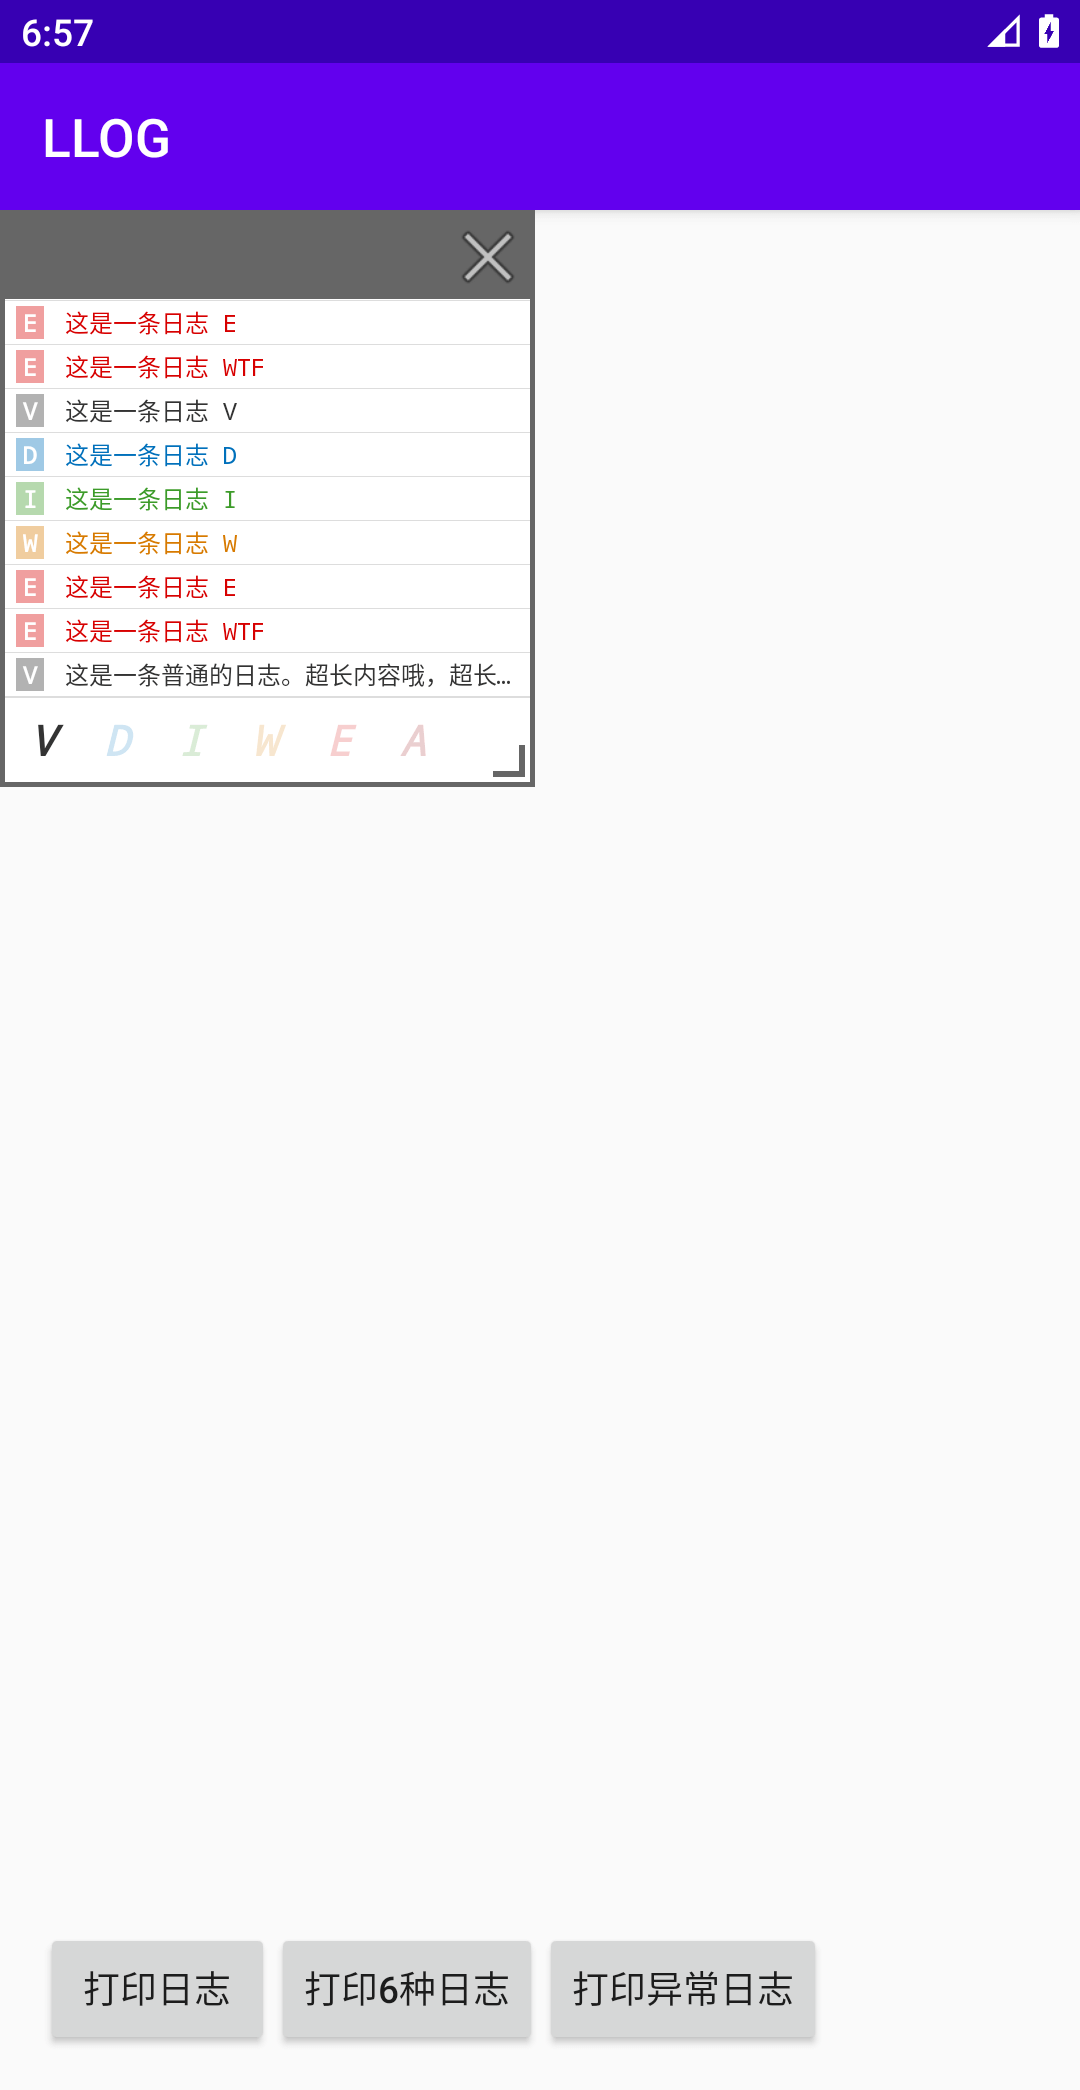 6:57
LLOG
E 这是一条日志 E
E 这是一条日志 WTF
V 这是一条日志 V
D 这是一条日志 D
I 这是一条日志 I
W 这是一条日志 W
E 这是一条日志 E
E 这是一条日志 WTF
V 这是一条普通的日志。超长内容哦，超长…
V D I W E A
打印日志 打印6种日志 打印异常日志